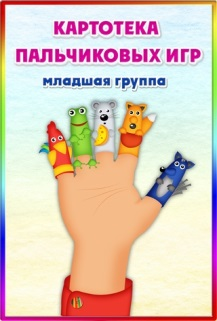 КАРТОТЕКА
ПАЛЬЧИКОВЫХ ИГР
младшая группа